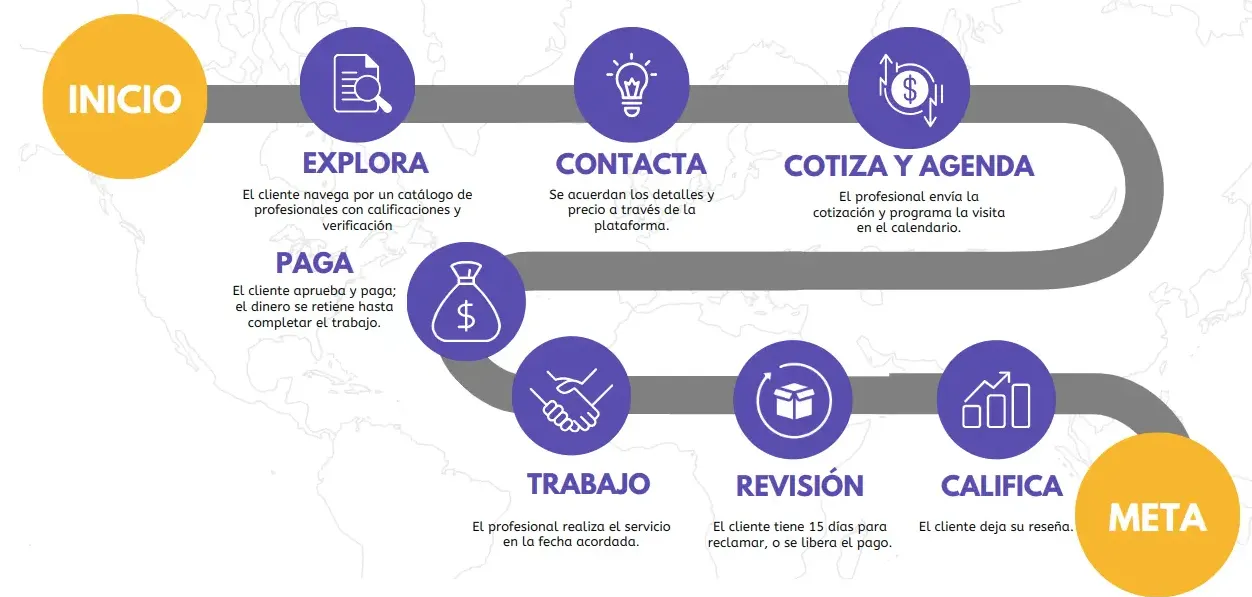 INICIO
EXPLORA
El cliente navega por un catálogo de
profesionales con calificaciones y
verificación
CONTACTA
Se acuerdan los detalles y
precio a través de la
plataforma.
COTIZA Y AGENDA
El profesional envía la
cotización y programa la visita
en el calendario.
PAGA
El cliente aprueba y paga;
el dinero se retiene hasta
completar el trabajo.
$
$
TRABAJO
El profesional realiza el servicio
en la fecha acordada.
REVISIÓN
El cliente tiene 15 días para
reclamar, o se libera el pago.
CALIFICA
El cliente deja su reseña.
META